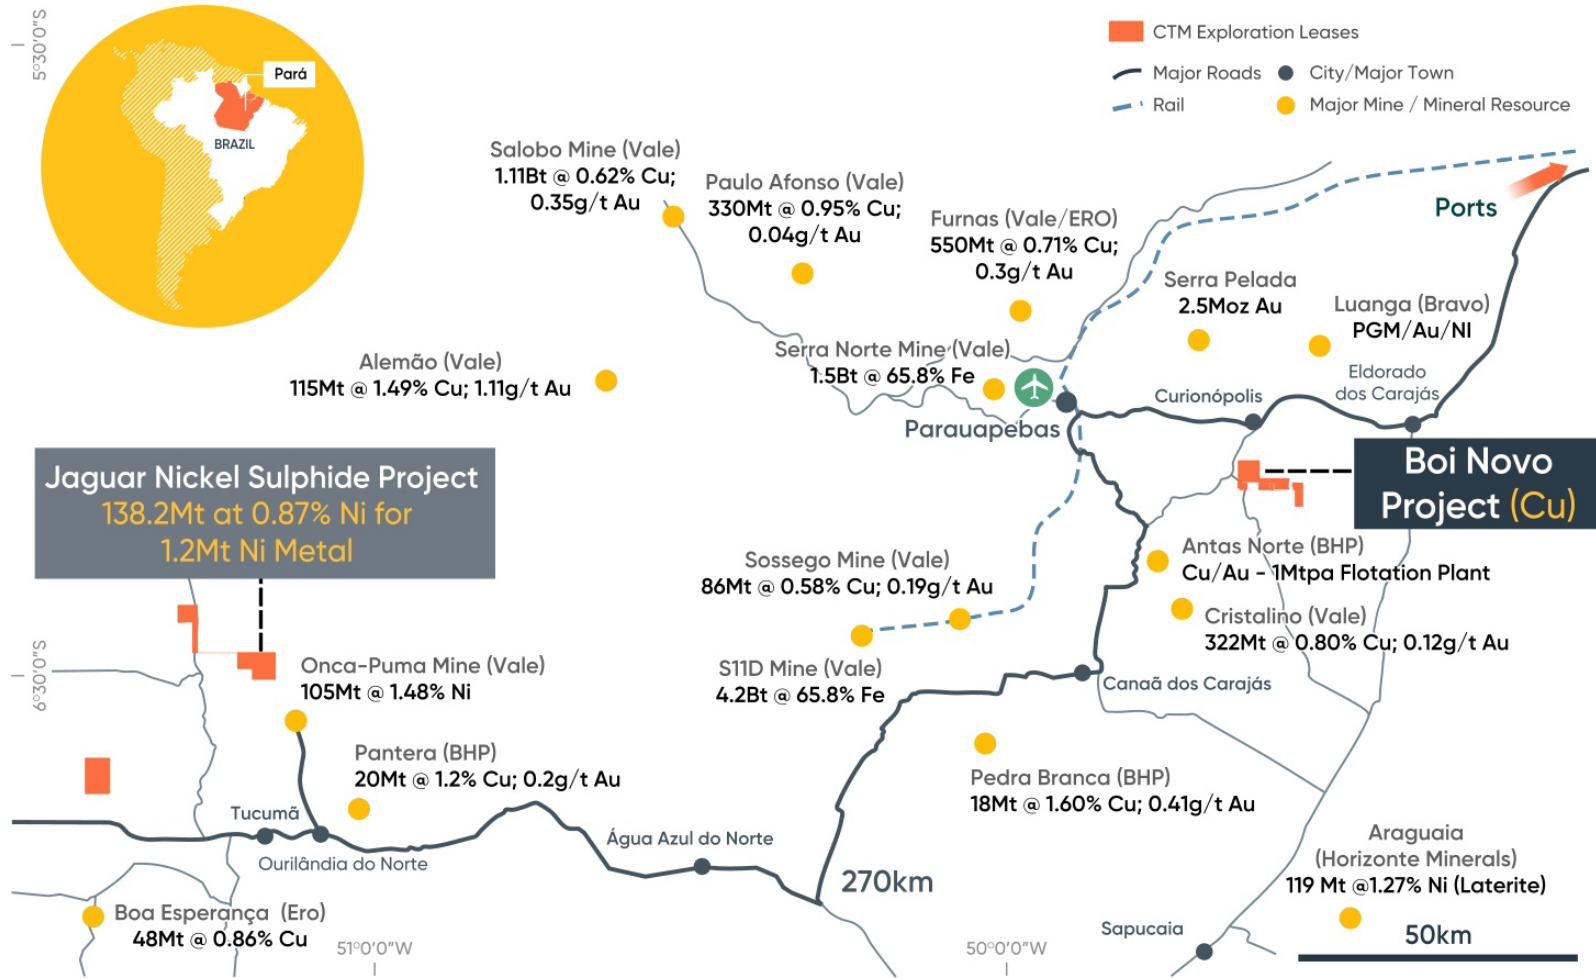 5°30'0"S
Pará
BRAZIL
CTM Exploration Leases
Major Roads
City/Major Town
Rail
Major Mine / Mineral Resource
Salobo Mine (Vale)
1.11Bt @ 0.62% Cu;
0.35g/t Au
Paulo Afonso (Vale)
330Mt @ 0.95% Cu;
0.04g/t Au
Furnas (Vale/ERO)
550Mt @ 0.71% Cu;
0.3g/t Au
Ports
Serra Pelada
2.5Moz Au
Luanga (Bravo)
PGM/Au/NI
Alemão (Vale)
115Mt @ 1.49% Cu; 1.11g/t Au
Serra Norte Mine (Vale)
1.5Bt @ 65.8% Fe
Eldorado
dos Carajás
Curionópolis
Parauapebas
Jaguar Nickel Sulphide Project
138.2Mt at 0.87% Ni for
1.2Mt Ni Metal
Boi Novo
Project (Cu)
Sossego Mine (Vale)
86Mt @ 0.58% Cu; 0.19g/t Au
Antas Norte (BHP)
Cu/Au - 1Mtpa Flotation Plant
Cristalino (Vale)
322Mt @ 0.80% Cu; 0.12g/t Au
6°30'0"S
Onca-Puma Mine (Vale)
105Mt @ 1.48% Ni
S11D Mine (Vale)
4.2Bt @ 65.8% Fe
Canaã dos Carajás
Pantera (BHP)
20Mt @ 1.2% Cu; 0.2g/t Au
Pedra Branca (BHP)
18Mt @ 1.60% Cu; 0.41g/t Au
Tucumã
Ourilândia do Norte
Água Azul do Norte
270km
Araguaia
(Horizonte Minerals)
119 Mt @1.27% Ni (Laterite)
Boa Esperança (Ero)
48Mt @ 0.86% Cu
51°0'0"W
50°0'0"W
Sapucaia
50km